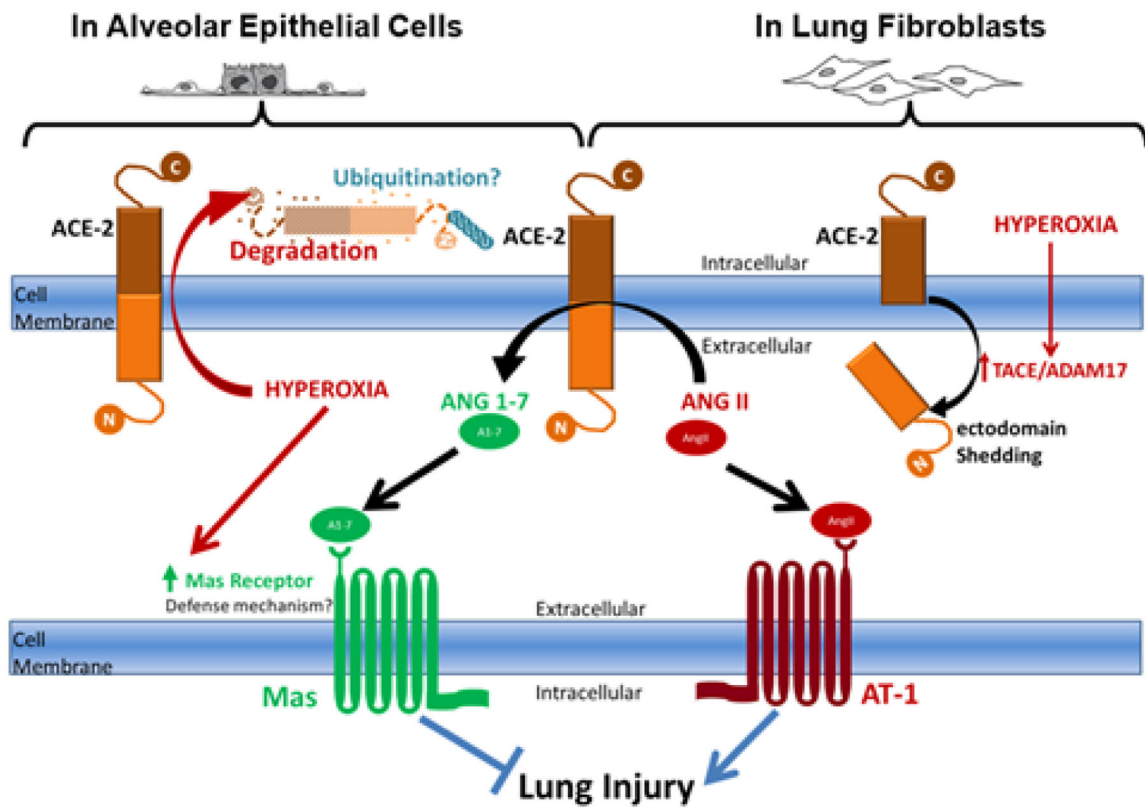 In Alveolar Epithelial Cells
In Lung Fibroblasts
C
Ubiquitination?
ACE-2
Degradation
C
ACE-2
C
ACE-2
HYPEROXIA
Intracellular
Cell
Membrane
Extracellular
HYPEROXIA
N
ANG 1-7
A1-7
ANG II
AngII
N
TACE/ADAM17
ectodomain
Shedding
N
A1-7
AngII
Mas Receptor
Defense mechanism?
Extracellular
Cell
Membrane
Intracellular
Mas
AT-1
Lung Injury